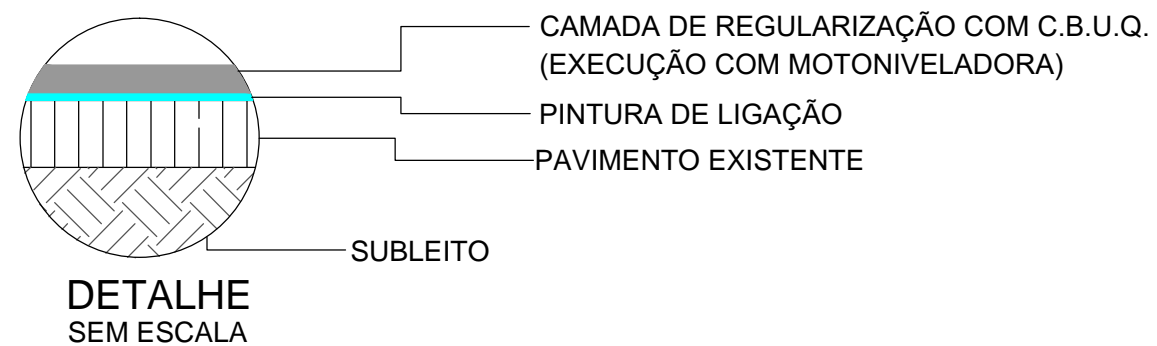 CAMADA DE REGULARIZAÇÃO COM C.B.U.Q.
(EXECUÇÃO COM MOTONIVELADORA)
PINTURA DE LIGAÇÃO
PAVIMENTO EXISTENTE
SUBLEITO
DETALHE
SEM ESCALA